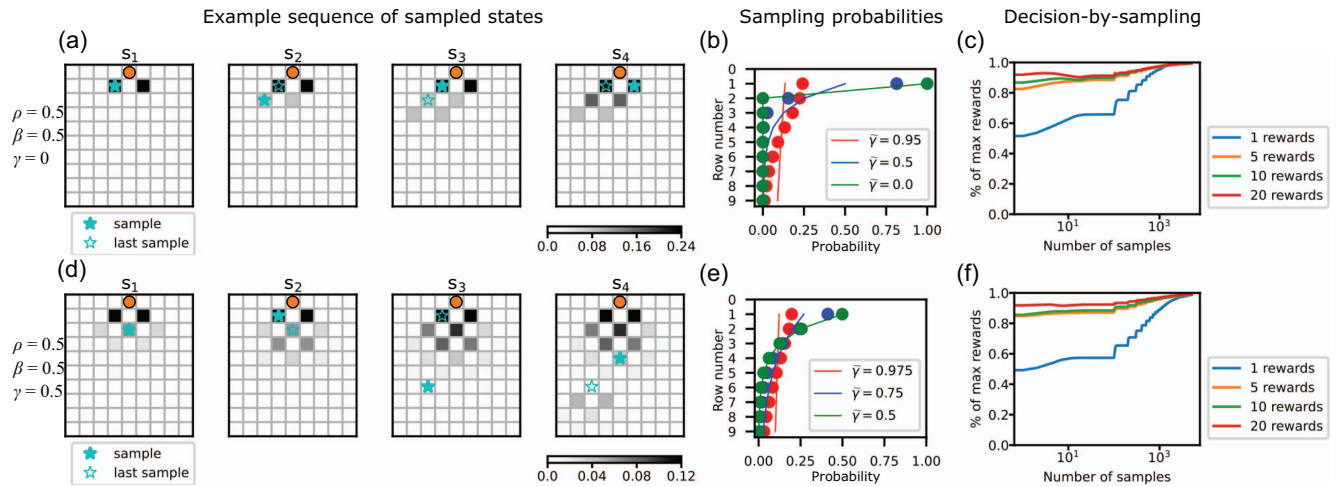 Example sequence of sampled states
Sampling probabilities
Decision-by-sampling
(a)
S1
S2
S3
S4
ρ = 0.5
β = 0.5
γ = 0
sample
last sample
0.0 0.08 0.16 0.24
(b)
Row number
0
1
2
3
4
5
6
7
8
9
γ̃ = 0.95
γ̃ = 0.5
γ̃ = 0.0
0.00 0.25 0.50 0.75 1.00
Probability
(c)
% of max rewards
1.0
0.8
0.6
0.4
0.2
0.0
10¹ 10³
Number of samples
1 rewards
5 rewards
10 rewards
20 rewards
(d)
S1
S2
S3
S4
ρ = 0.5
β = 0.5
γ = 0.5
sample
last sample
0.0 0.04 0.08 0.12
(e)
Row number
0
1
2
3
4
5
6
7
8
9
γ̃ = 0.975
γ̃ = 0.75
γ̃ = 0.5
0.00 0.25 0.50 0.75 1.00
Probability
(f)
% of max rewards
1.0
0.8
0.6
0.4
0.2
0.0
10¹ 10³
Number of samples
1 rewards
5 rewards
10 rewards
20 rewards